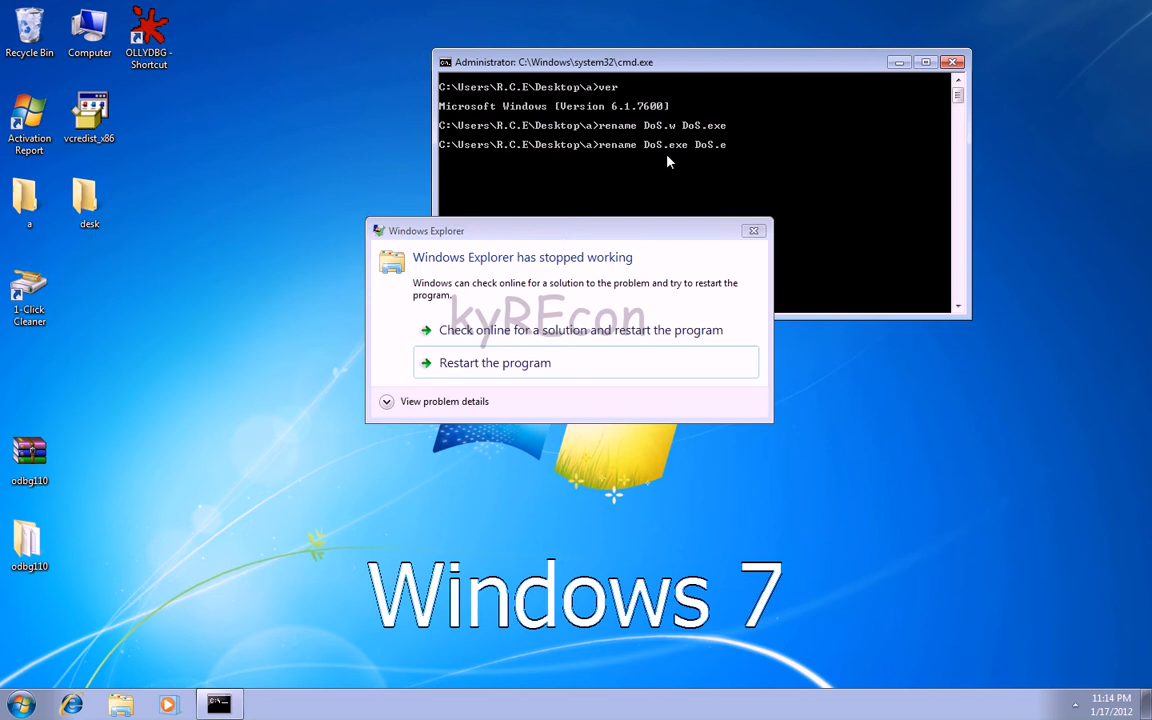 Recycle Bin
Computer
OLLYDBG -
Shortcut
Activation
Report
vcredist_x86
a
desk
1-Click
Cleaner
odbg110
odbg110
Administrator: C:\Windows\system32\cmd.exe
C:\Users\R.C.E\Desktop\a>ver
Microsoft Windows [Version 6.1.7600]
C:\Users\R.C.E\Desktop\a>rename DoS.w DoS.exe
C:\Users\R.C.E\Desktop\a>rename DoS.exe DoS.e
Windows Explorer
Windows Explorer has stopped working
Windows can check online for a solution to the problem and try to restart the
program.
kyREcon
Check online for a solution and restart the program
Restart the program
View problem details
Windows 7
C:\.
11:14 PM
1/17/2012